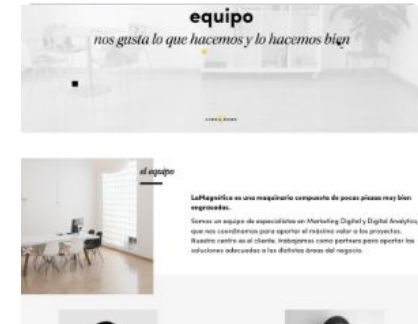 equipo
nos gusta lo que hacemos y lo hacemos bien
el equipo
LaMagnética es una maquinaria compuesta de pocas piezas muy bien
engrasadas.
Somos un equipo de especialistas en Marketing Digital y Digital Analytics,
que nos coordinamos para aportar el máximo valor a los proyectos.
Nuestro centro es el cliente, trabajamos como partners para aportar las
soluciones adecuadas a las distintas áreas del negocio.